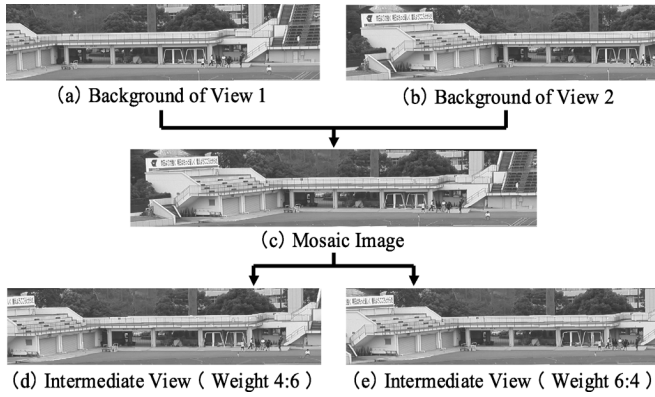 (a) Background of View 1
(b) Background of View 2
(c) Mosaic Image
(d) Intermediate View ( Weight 4:6 )
(e) Intermediate View ( Weight 6:4 )